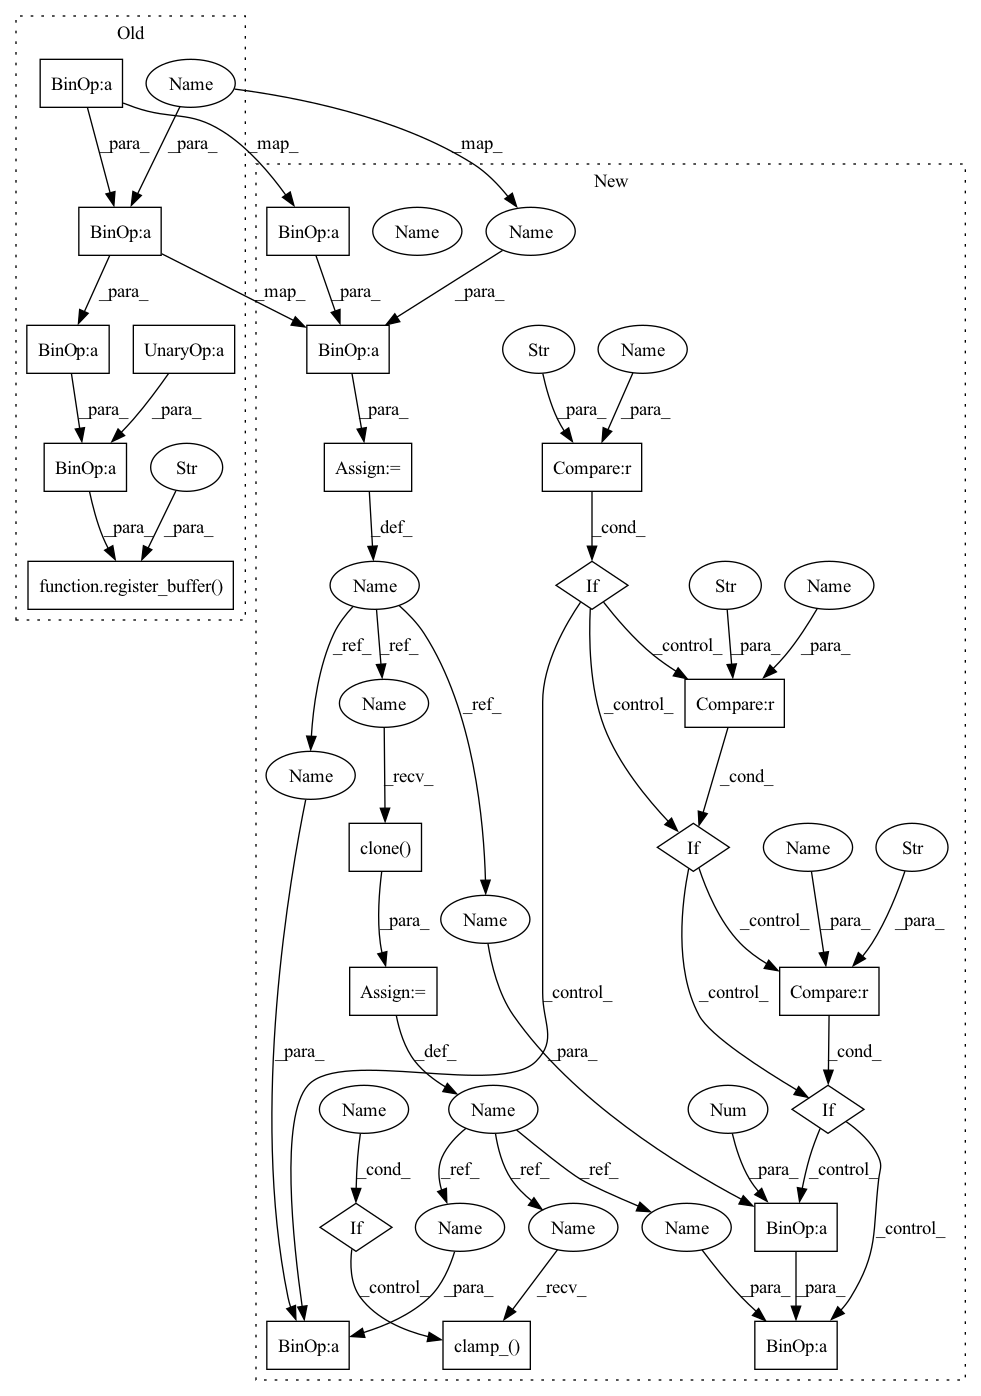 Old
BinOp:a
Name
_para_
_para_
_map_
_map_
New
BinOp:a
BinOp:a
Name
Name
_para_
_map_
_para_
_para_
BinOp:a
UnaryOp:a
BinOp:a
Str
Name
_para_
_para_
_para_
_para_
_para_
BinOp:a
Str
Assign:=
Compare:r
_para_
_para_
_def_
_cond_
function.register_buffer()
Name
If
Str
Name
_ref_
_ref_
_control_
_para_
_para_
Name
_ref_
_control_
Compare:r
Name
_recv_
_cond_
clone()
If
Name
Str
_para_
Name
_control_
_para_
_para_
Assign:=
_control_
_control_
Compare:r
_para_
_def_
_para_
_cond_
Name
Name
Num
If
_cond_
_ref_
_ref_
_ref_
_para_
_control_
If
Name
Name
Name
BinOp:a
_control_
_control_
_para_
_recv_
_para_
_para_
BinOp:a
clamp_()
BinOp:a